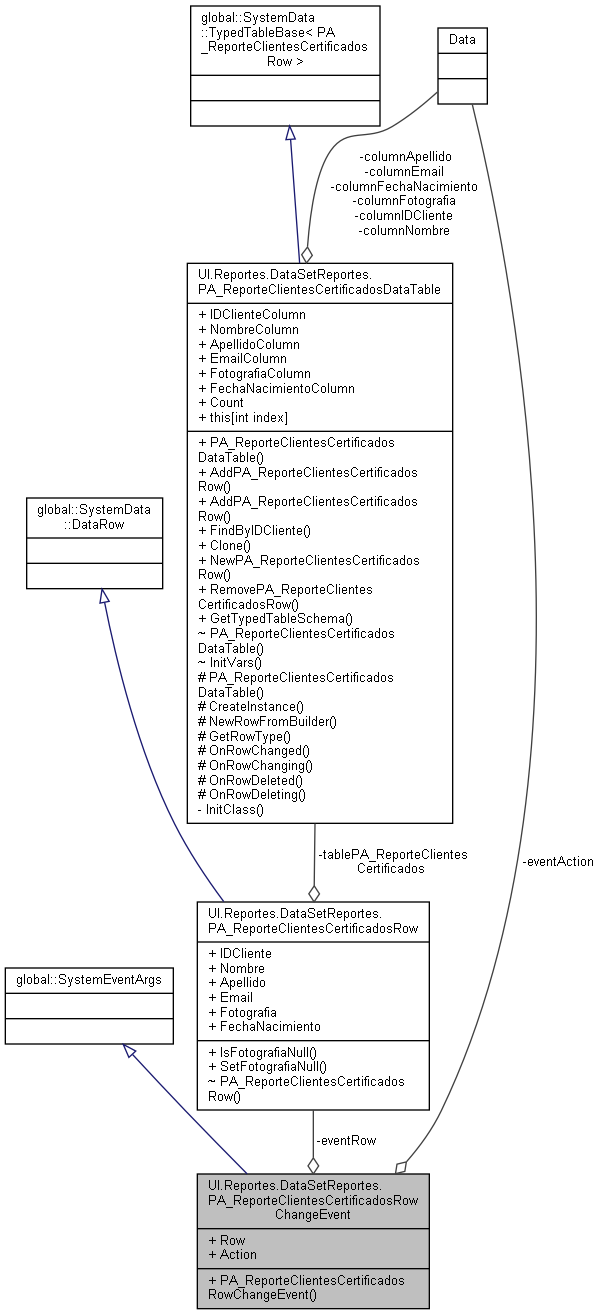 global::SystemData
::TypedTableBase< PA
_ReporteClientesCertificados
Row >
Data
-columnApellido
-columnEmail
-columnFechaNacimiento
-columnFotografia
-columnIDCliente
-columnNombre
UI.Reportes.DataSetReportes.
PA_ReporteClientesCertificadosDataTable
+ IDClienteColumn
+ NombreColumn
+ ApellidoColumn
+ EmailColumn
+ FotografiaColumn
+ FechaNacimientoColumn
+ Count
+ this[int index]
+ PA_ReporteClientesCertificados
DataTable()
+ AddPA_ReporteClientesCertificados
Row()
+ AddPA_ReporteClientesCertificados
Row()
+ FindByIDCliente()
+ Clone()
+ NewPA_ReporteClientesCertificados
Row()
+ RemovePA_ReporteClientes
CertificadosRow()
+ GetTypedTableSchema()
~ PA_ReporteClientesCertificados
DataTable()
~ InitVars()
# PA_ReporteClientesCertificados
DataTable()
# CreateInstance()
# NewRowFromBuilder()
# GetRowType()
# OnRowChanged()
# OnRowChanging()
# OnRowDeleted()
# OnRowDeleting()
- InitClass()
global::SystemData
::DataRow
-tablePA_ReporteClientes
Certificados
-eventAction
UI.Reportes.DataSetReportes.
PA_ReporteClientesCertificadosRow
+ IDCliente
+ Nombre
+ Apellido
+ Email
+ Fotografia
+ FechaNacimiento
+ IsFotografiaNull()
+ SetFotografiaNull()
~ PA_ReporteClientesCertificados
Row()
global::SystemEventArgs
-eventRow
UI.Reportes.DataSetReportes.
PA_ReporteClientesCertificadosRow
ChangeEvent
+ Row
+ Action
+ PA_ReporteClientesCertificados
RowChangeEvent()